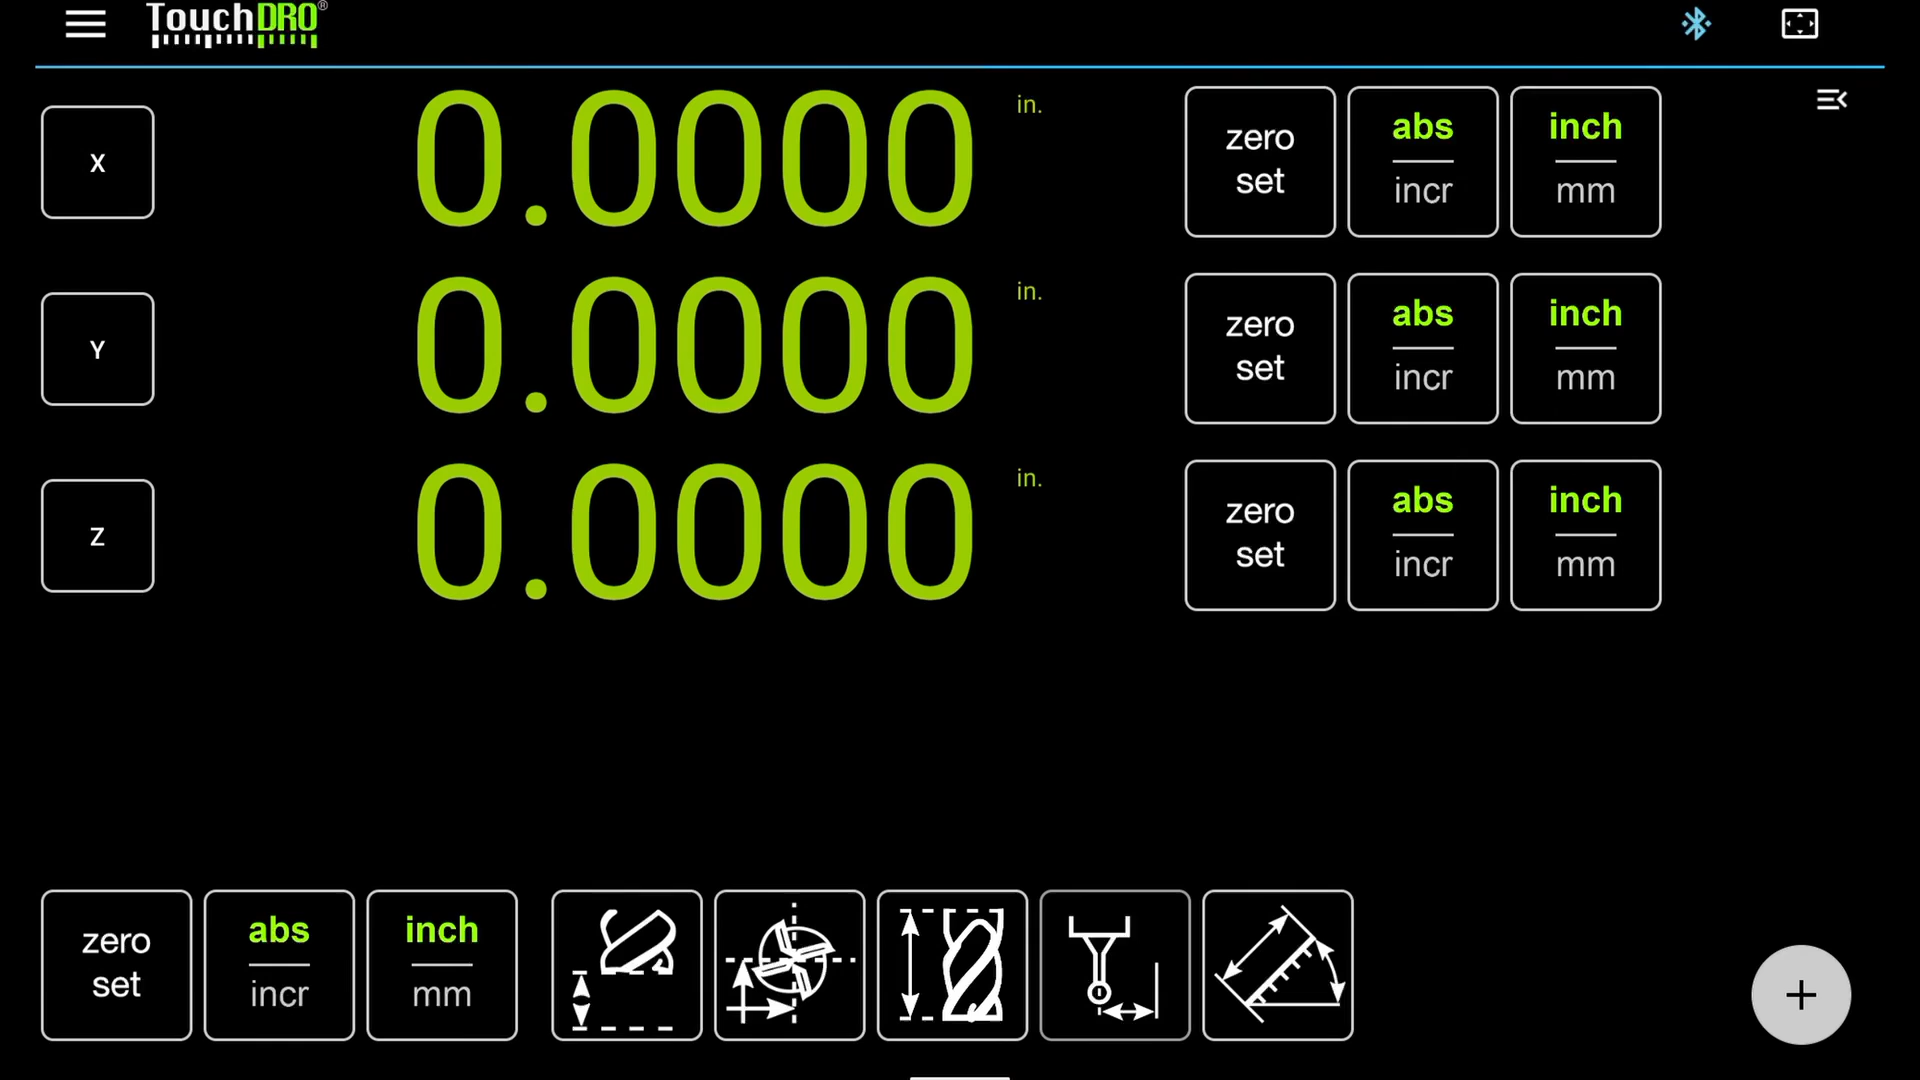 TouchDRO®
X
0.0000 in.
zero set
abs
incr
inch
mm
Y
0.0000 in.
zero set
abs
incr
inch
mm
Z
0.0000 in.
zero set
abs
incr
inch
mm
zero set
abs
incr
inch
mm
+